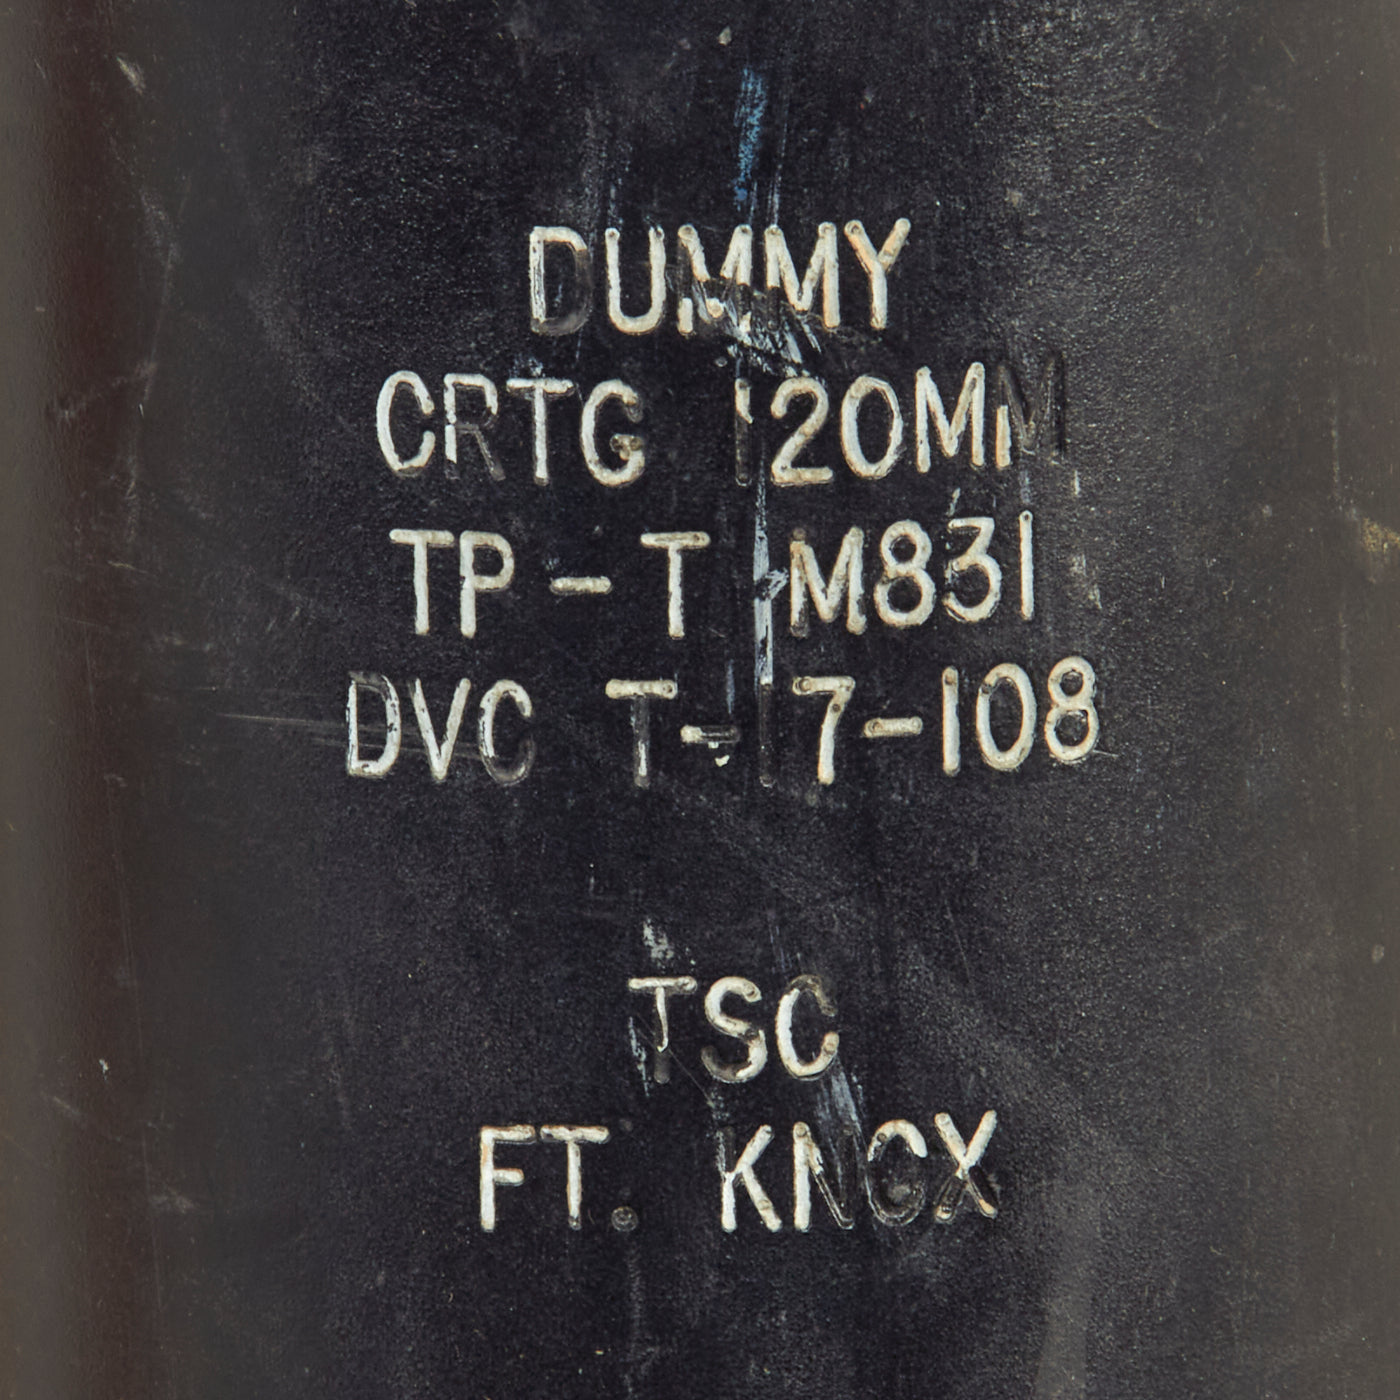 DUMMY
CRTG 120MM
TP-T M831
DVC T-17-108
TSC
FT. KNOX